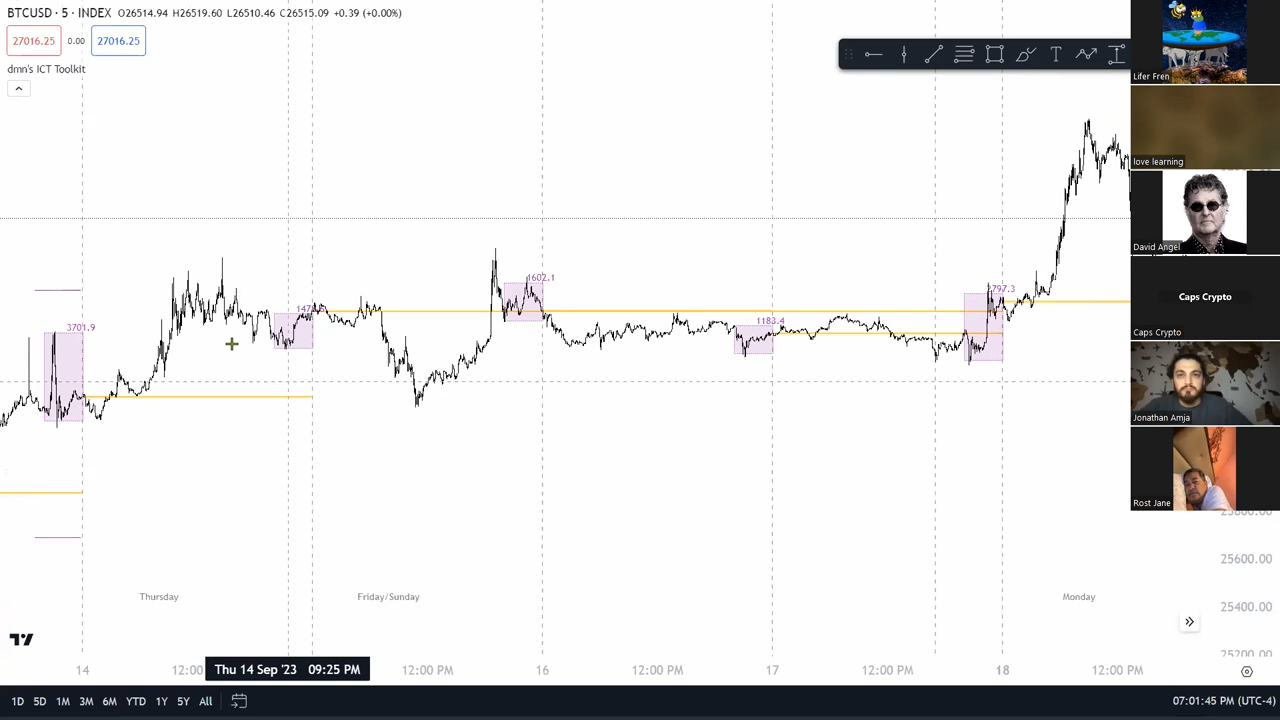 BTCUSD · 5 · INDEX O26514.94 H26519.60 L26510.46 C26515.09 +0.39 (+0.00%)
27016.25 0.00 27016.25
dmn's ICT Toolkit
Lifer Fren
love learning
David Angel
Caps Crypto
Caps Crypto
Jonathan Amja
Rost Jane
3701.9
1602.1
1183.4
2797.3
25600.00
25400.00
Thursday Friday/Sunday Monday
14 12:00 Thu 14 Sep '23 09:25 PM 12:00 PM 16 12:00 PM 17 12:00 PM 18 12:00 PM
1D 5D 1M 3M 6M YTD 1Y 5Y All 07:01:45 PM (UTC-4)